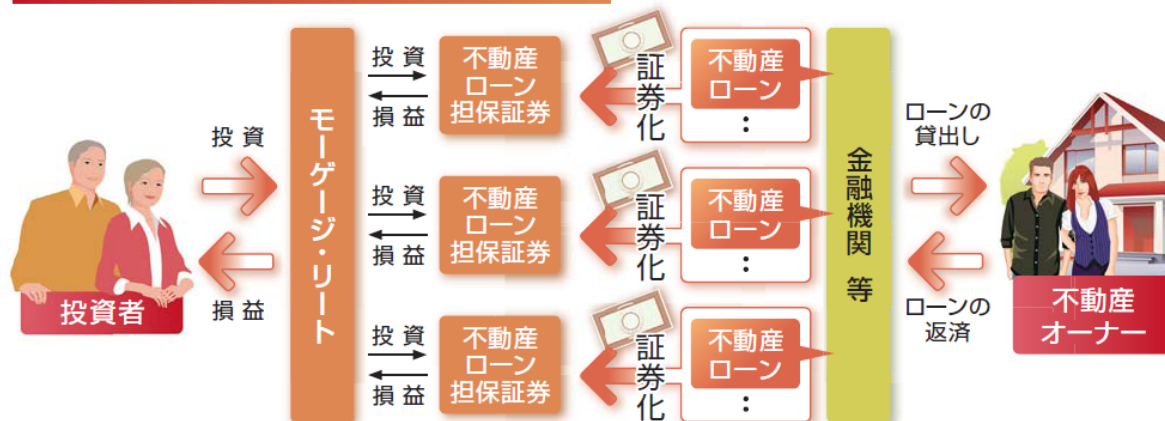 投資者
投資
損益
モーゲージ・リート
投資
損益
不動産
ローン
担保証券
証券化
不動産
ローン
：
投資
損益
不動産
ローン
担保証券
証券化
不動産
ローン
：
投資
損益
不動産
ローン
担保証券
証券化
不動産
ローン
：
金融機関 等
ローンの
貸出し
ローンの
返済
不動産
オーナー